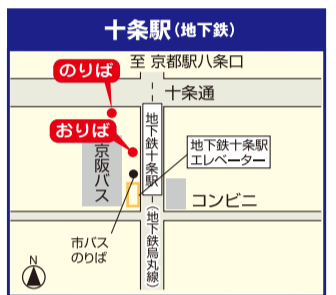 十条駅(地下鉄)
至 京都駅八条口
のりば
十条通
おりば
地下鉄十条駅
京阪バス
地下鉄十条駅
エレベーター
コンビニ
市バス
のりば
(地下鉄烏丸線)
N